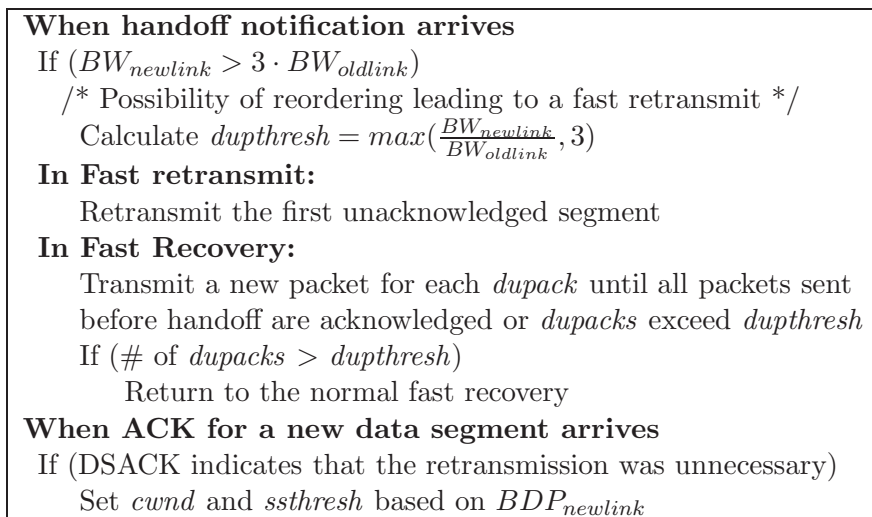 When handoff notification arrives
If (BW_newlink > 3 · BW_oldlink)
/* Possibility of reordering leading to a fast retransmit */
Calculate dupthresh = max(BW_newlink/BW_oldlink, 3)
In Fast retransmit:
Retransmit the first unacknowledged segment
In Fast Recovery:
Transmit a new packet for each dupack until all packets sent
before handoff are acknowledged or dupacks exceed dupthresh
If (# of dupacks > dupthresh)
Return to the normal fast recovery
When ACK for a new data segment arrives
If (DSACK indicates that the retransmission was unnecessary)
Set cwnd and ssthresh based on BDP_newlink